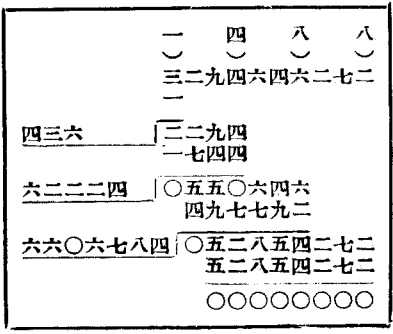 一 四 八 八
︶ ︶ ︶ ︶
三二九四六四六二七二
一
四三六 二二九四
一七四四
六二二二四 〇五五〇六四六
四九七七九二
六六〇六七八四 〇五二八五四二七二
五二八五四二七二
〇〇〇〇〇〇〇〇